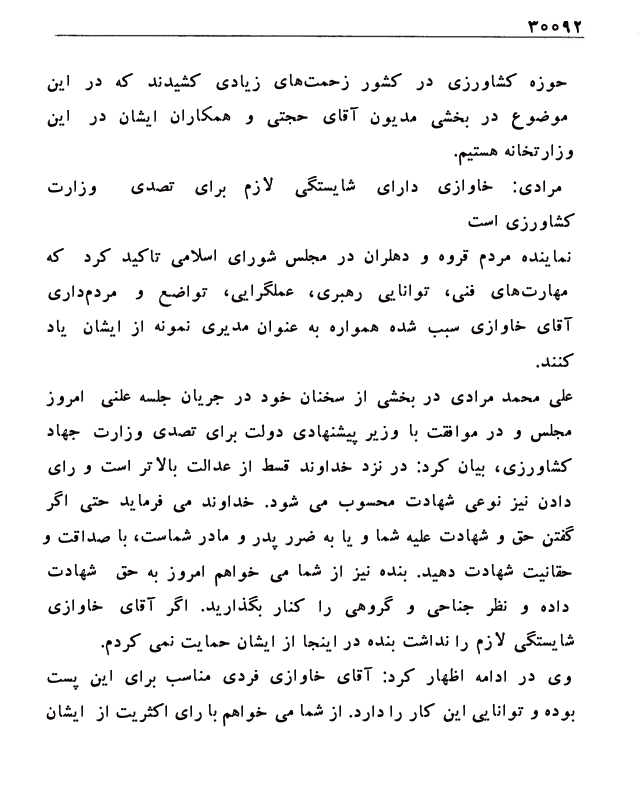 ۳۰۰۹۲
حوزه کشاورزی در کشور زحمت‌های زیادی کشیدند که در این
موضوع در بخشی مدیون آقای حجتی و همکاران ایشان در این
وزارتخانه هستیم.
مرادی: خاوازی دارای شایستگی لازم برای تصدی وزارت
کشاورزی است
نماینده مردم قروه و دهلران در مجلس شورای اسلامی تاکید کرد که
مهارت‌های فنی، توانایی رهبری، عملگرایی، تواضع و مردم‌داری
آقای خاوازی سبب شده همواره به عنوان مدیری نمونه از ایشان یاد
کنند.
علی محمد مرادی در بخشی از سخنان خود در جریان جلسه علنی امروز
مجلس و در موافقت با وزیر پیشنهادی دولت برای تصدی وزارت جهاد
کشاورزی، بیان کرد: در نزد خداوند قسط از عدالت بالاتر است و رای
دادن نیز نوعی شهادت محسوب می شود. خداوند می فرماید حتی اگر
گفتن حق و شهادت علیه شما و یا به ضرر پدر و مادر شماست، با صداقت و
حقانیت شهادت دهید. بنده نیز از شما می خواهم امروز به حق شهادت
داده و نظر جناحی و گروهی را کنار بگذارید. اگر آقای خاوازی
شایستگی لازم را نداشت بنده در اینجا از ایشان حمایت نمی کردم.
وی در ادامه اظهار کرد: آقای خاوازی فردی مناسب برای این پست
بوده و توانایی این کار را دارد. از شما می خواهم با رای اکثریت از ایشان